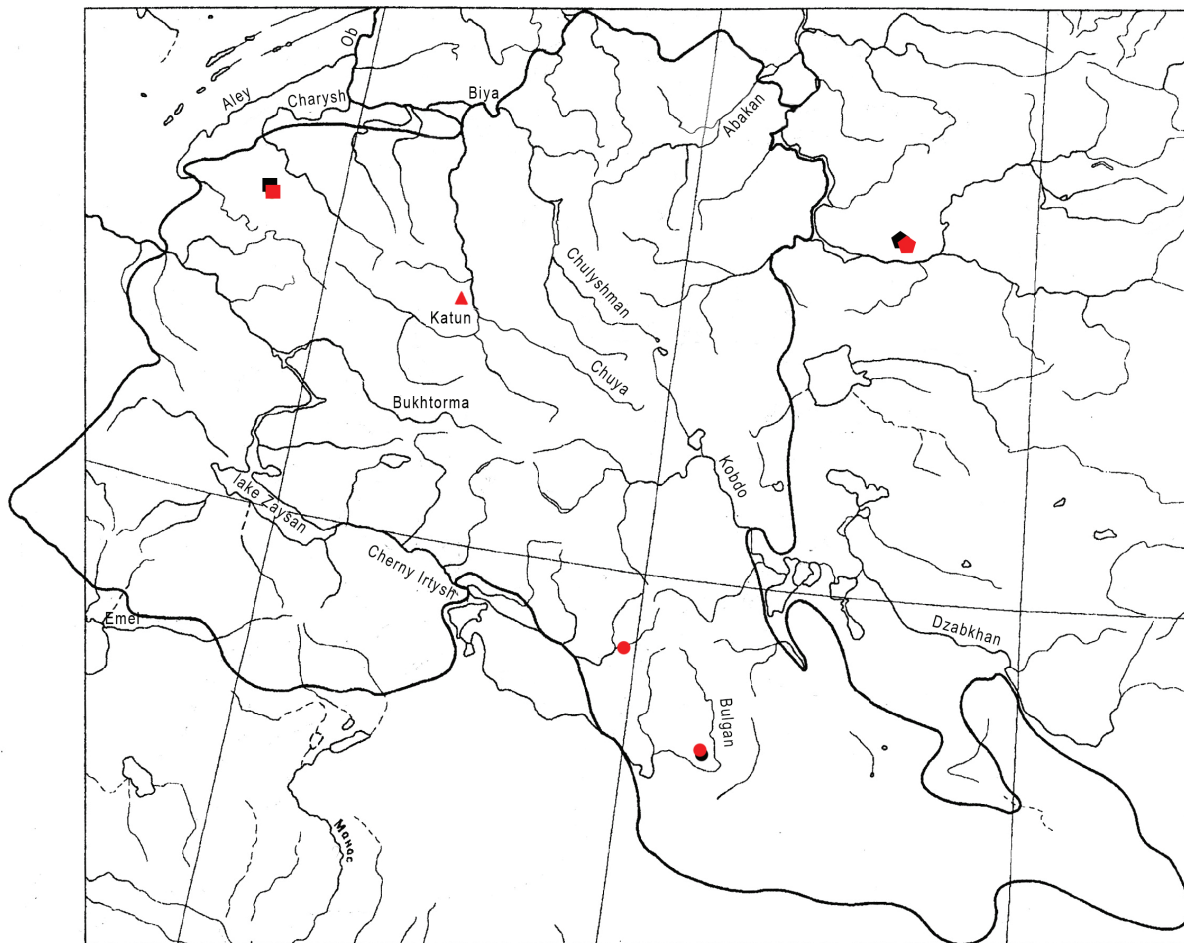 Ob
Aley
Charysh
Biya
Abakan
Chulyshman
Katun
Chuya
Bukhtorma
Kobdo
lake Zaysan
Cherny Irtysh
Emel
Dzabkhan
Bulgan
Манас